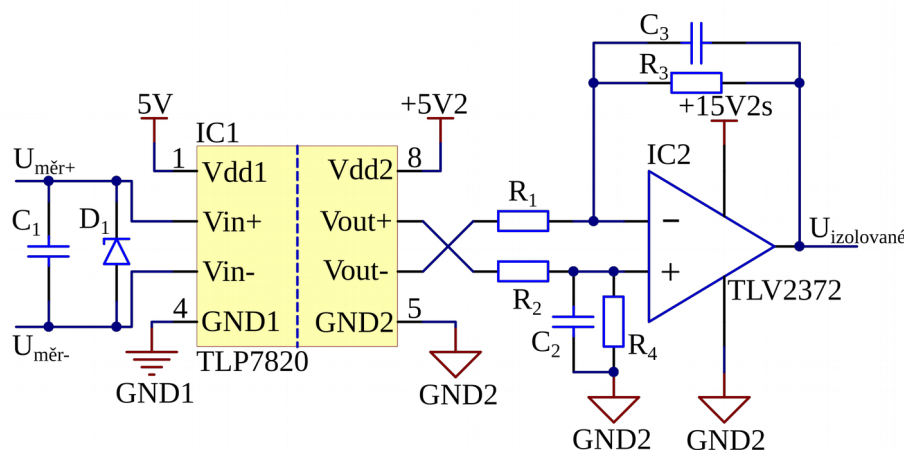 C3
R3
5V
+5V2
+15V2s
IC1
IC2
Uměr+
1
Vdd1
Vdd2
8
C1
D1
Vin+
Vout+
R1
−
Uizolované
Vin-
Vout-
R2
+
TLV2372
4
GND1
GND2
5
C2
R4
Uměr-
TLP7820
GND1
GND2
GND2
GND2